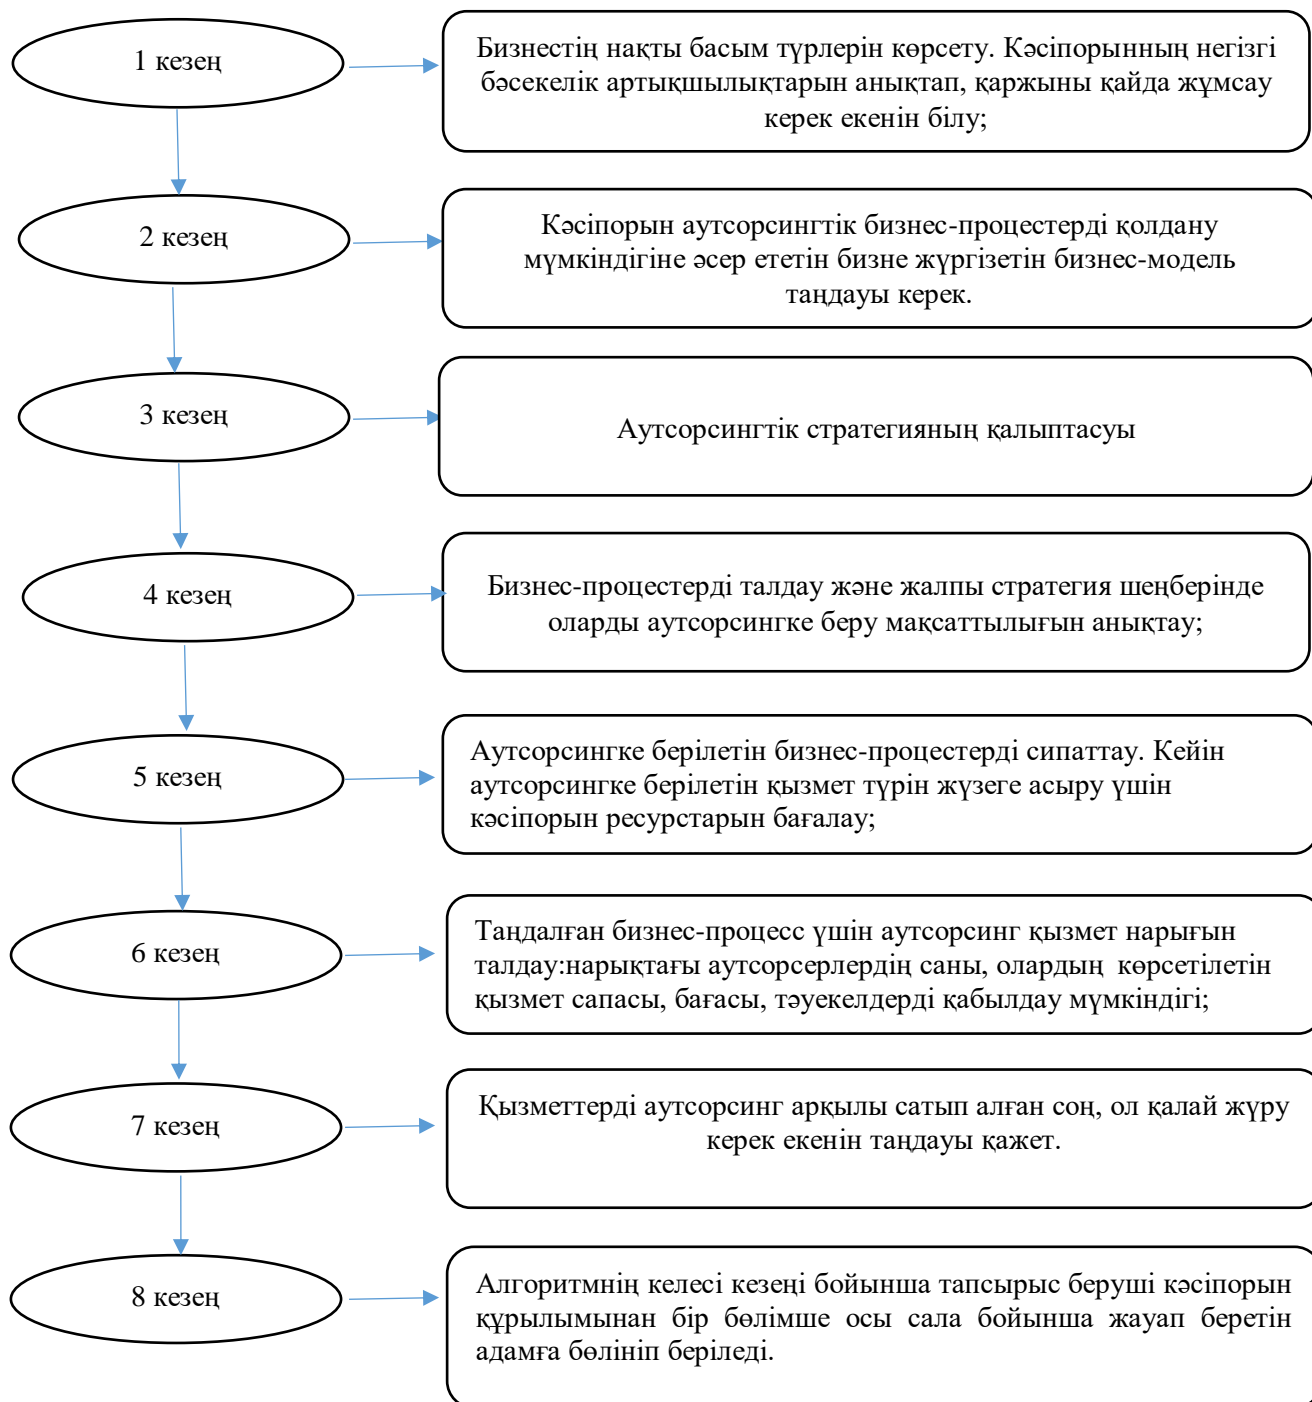 1 кезең
Бизнестің нақты басым түрлерін көрсету. Кәсіпорынның негізгі
бәсекелік артықшылықтарын анықтап, қаржыны қайда жұмсау
керек екенін білу;
2 кезең
Кәсіпорын аутсорсингтік бизнес-процестерді қолдану
мүмкіндігіне әсер ететін бизне жүргізетін бизнес-модель
таңдауы керек.
3 кезең
Аутсорсингтік стратегияның қалыптасуы
4 кезең
Бизнес-процестерді талдау және жалпы стратегия шеңберінде
оларды аутсорсингке беру мақсаттылығын анықтау;
5 кезең
Аутсорсингке берілетін бизнес-процестерді сипаттау. Кейін
аутсорсингке берілетін қызмет түрін жүзеге асыру үшін
кәсіпорын ресурстарын бағалау;
6 кезең
Таңдалған бизнес-процесс үшін аутсорсинг қызмет нарығын
талдау:нарықтағы аутсорсерлердің саны, олардың көрсетілетін
қызмет сапасы, бағасы, тәуекелдерді қабылдау мүмкіндігі;
7 кезең
Қызметтерді аутсорсинг арқылы сатып алған соң, ол қалай жүру
керек екенін таңдауы қажет.
8 кезең
Алгоритмнің келесі кезеңі бойынша тапсырыс беруші кәсіпорын
құрылымынан бір бөлімше осы сала бойынша жауап беретін
адамға бөлініп беріледі.